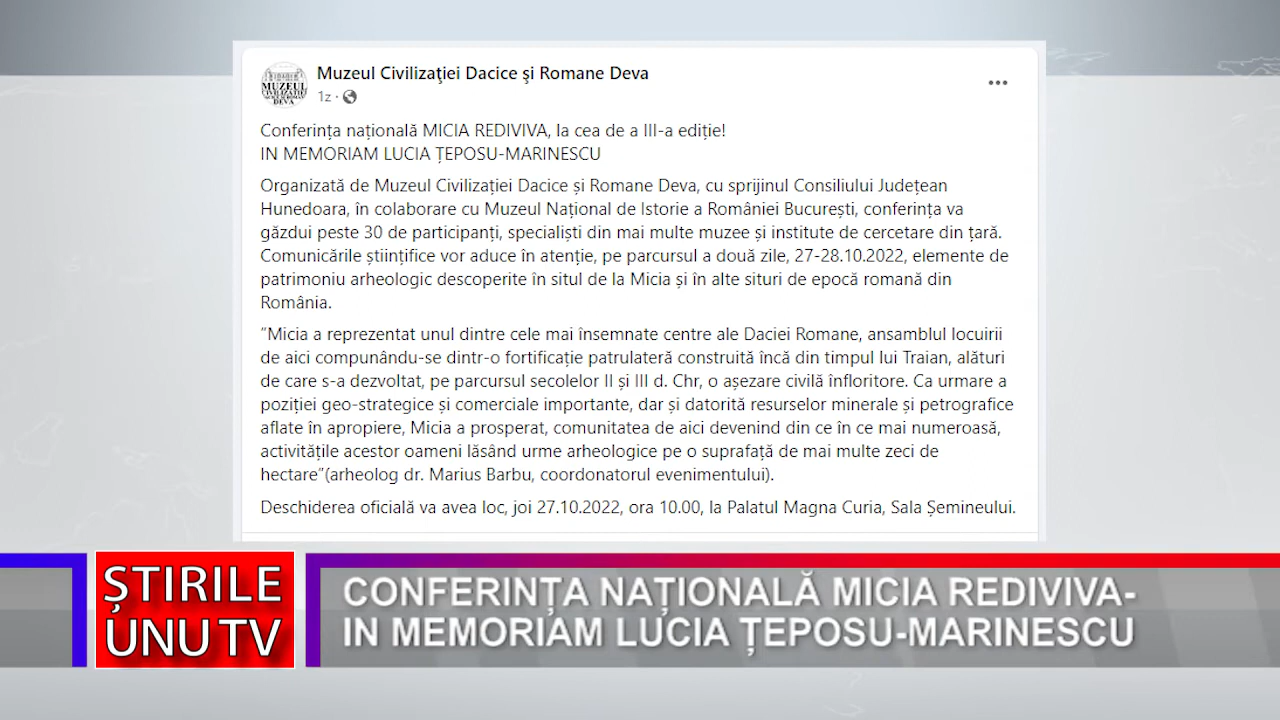 Muzeul Civilizaţiei Dacice şi Romane Deva
1z ·
MUZEUL
CIVILIZAȚIEI
DEVA
Conferința națională MICIA REDIVIVA, la cea de a III-a ediție!
IN MEMORIAM LUCIA ȚEPOSU-MARINESCU
Organizată de Muzeul Civilizației Dacice și Romane Deva, cu sprijinul Consiliului Județean
Hunedoara, în colaborare cu Muzeul Național de Istorie a României București, conferința va
găzdui peste 30 de participanți, specialiști din mai multe muzee și institute de cercetare din țară.
Comunicările științifice vor aduce în atenție, pe parcursul a două zile, 27-28.10.2022, elemente de
patrimoniu arheologic descoperite în situl de la Micia și în alte situri de epocă romană din
România.
”Micia a reprezentat unul dintre cele mai însemnate centre ale Daciei Romane, ansamblul locuirii
de aici compunându-se dintr-o fortificație patrulateră construită încă din timpul lui Traian, alături
de care s-a dezvoltat, pe parcursul secolelor II și III d. Chr, o așezare civilă înfloritore. Ca urmare a
poziției geo-strategice și comerciale importante, dar și datorită resurselor minerale și petrografice
aflate în apropiere, Micia a prosperat, comunitatea de aici devenind din ce în ce mai numeroasă,
activitățile acestor oameni lăsând urme arheologice pe o suprafață de mai multe zeci de
hectare”(arheolog dr. Marius Barbu, coordonatorul evenimentului).
Deschiderea oficială va avea loc, joi 27.10.2022, ora 10.00, la Palatul Magna Curia, Sala Șemineului.
ȘTIRILE
UNU TV
CONFERINȚA NAȚIONALĂ MICIA REDIVIVA-
IN MEMORIAM LUCIA ȚEPOSU-MARINESCU